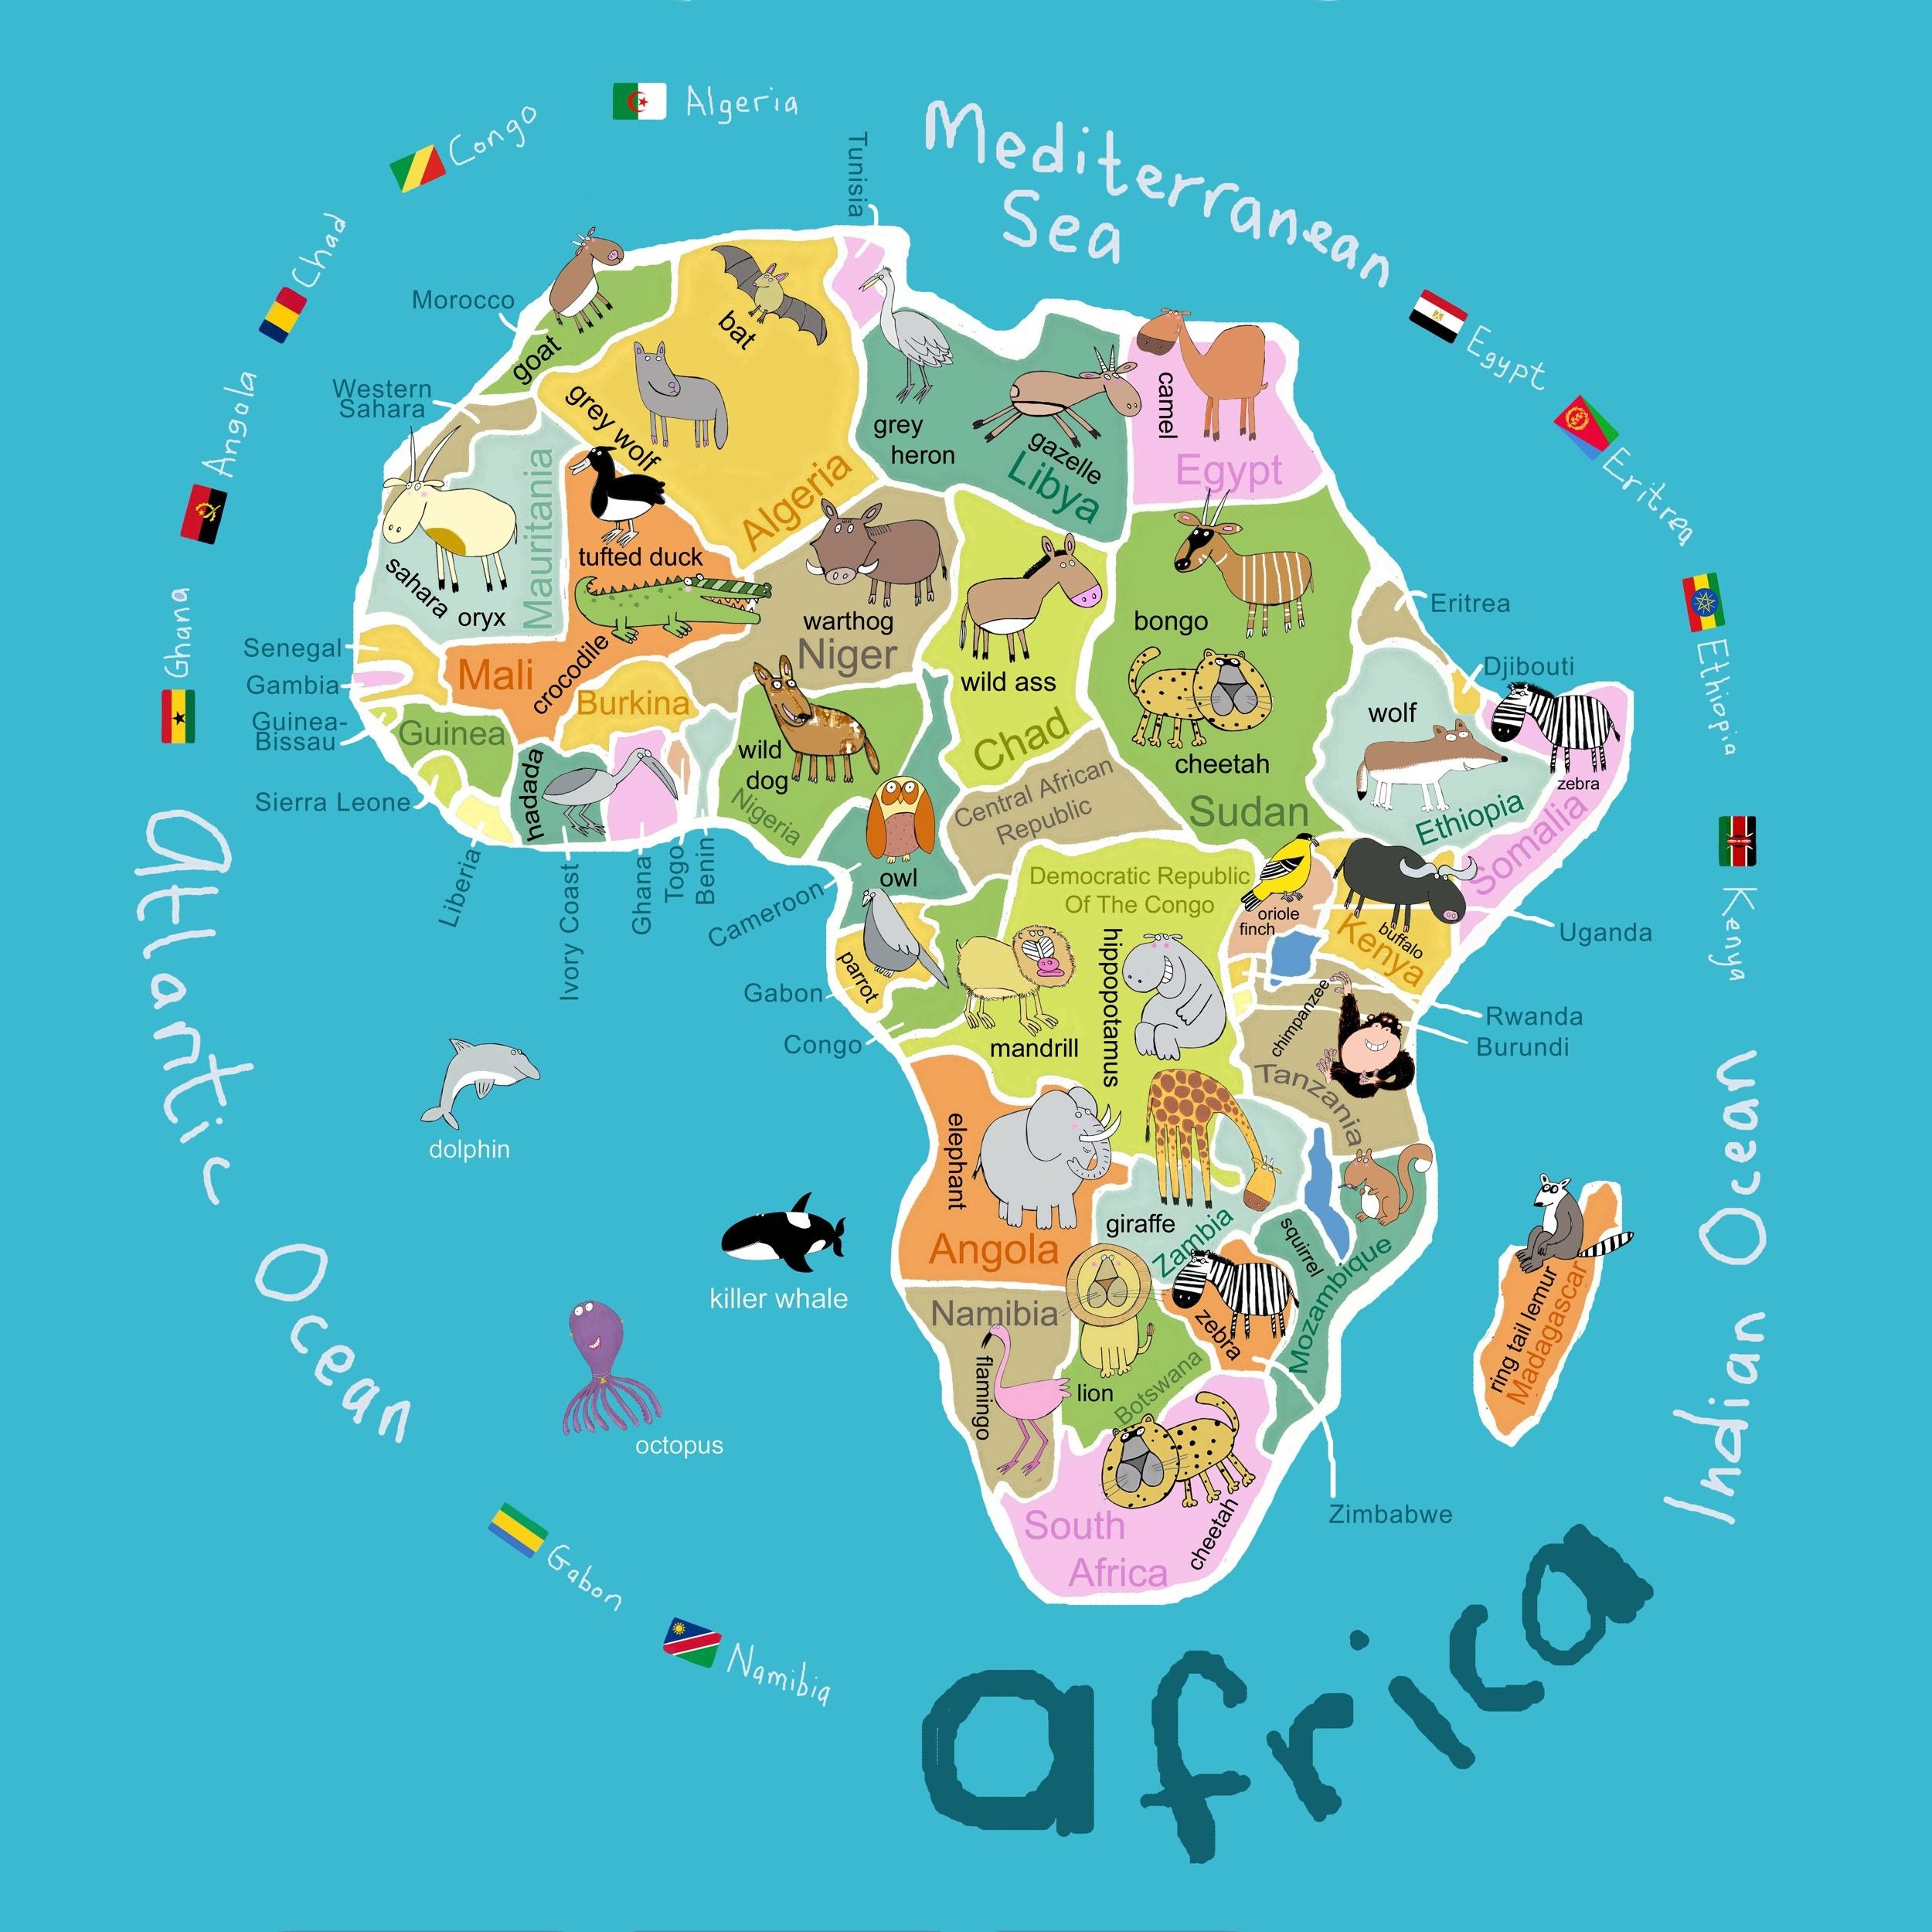 Algeria
Congo
Chad
Angola
Ghana
Mediterranean
Sea
Egypt
Eritrea
Ethiopia
Kenya
Tunisia
Morocco
goat
bat
Western
Sahara
grey wolf
Algeria
grey
heron
gazelle
Libya
camel
Egypt
sahara
oryx
Mauritania
tufted duck
crocodile
Mali
warthog
Niger
wild ass
Chad
bongo
cheetah
Sudan
Eritrea
Djibouti
wolf
Ethiopia
zebra
Somalia
Senegal
Gambia
Guinea-
Bissau
Sierra Leone
Guinea
Burkina
hadada
wild
dog
Nigeria
Central African
Republic
Liberia
Ivory Coast
Ghana
Togo
Benin
Cameroon
owl
Democratic Republic
Of The Congo
oriole
finch
buffalo
Kenya
Uganda
parrot
Gabon
Congo
mandrill
hippopotamus
chimpanzee
Tanzania
Rwanda
Burundi
elephant
Angola
giraffe
Zambia
squirrel
Mozambique
Namibia
flamingo
lion
Botswana
zebra
Zimbabwe
South
Africa
cheetah
ring tail lemur
Madagascar
dolphin
killer whale
octopus
Atlantic
Ocean
Indian Ocean
Gabon
Namibia
africa